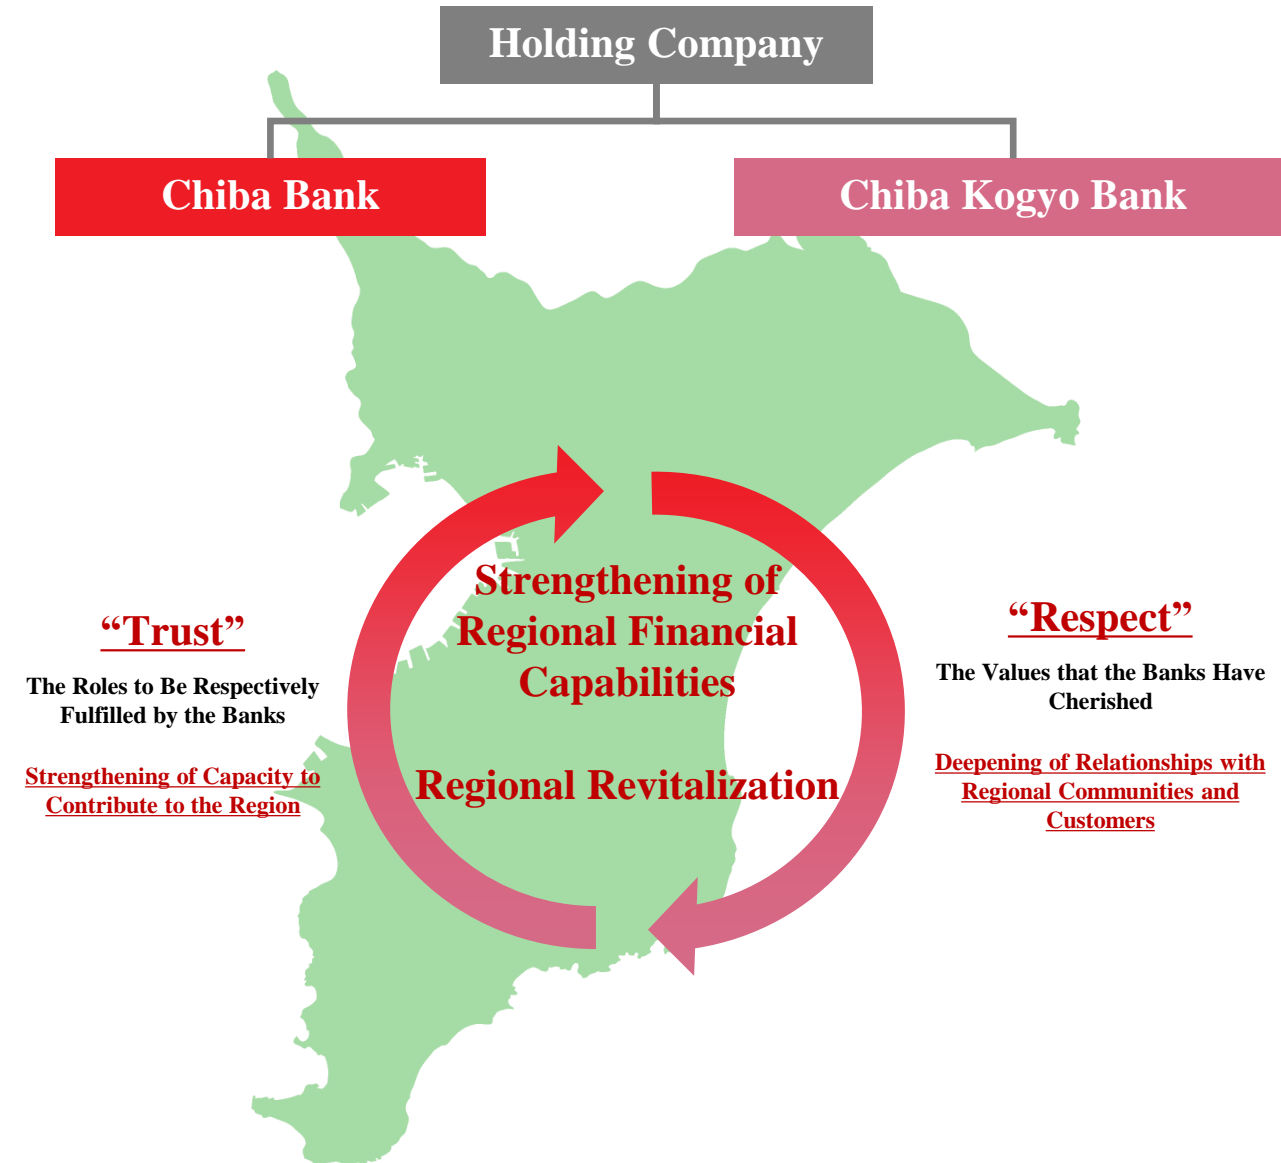 Holding Company
Chiba Bank
Chiba Kogyo Bank
Strengthening of
Regional Financial
Capabilities
Regional Revitalization
“Trust”
The Roles to Be Respectively
Fulfilled by the Banks
Strengthening of Capacity to
Contribute to the Region
“Respect”
The Values that the Banks Have
Cherished
Deepening of Relationships with
Regional Communities and
Customers